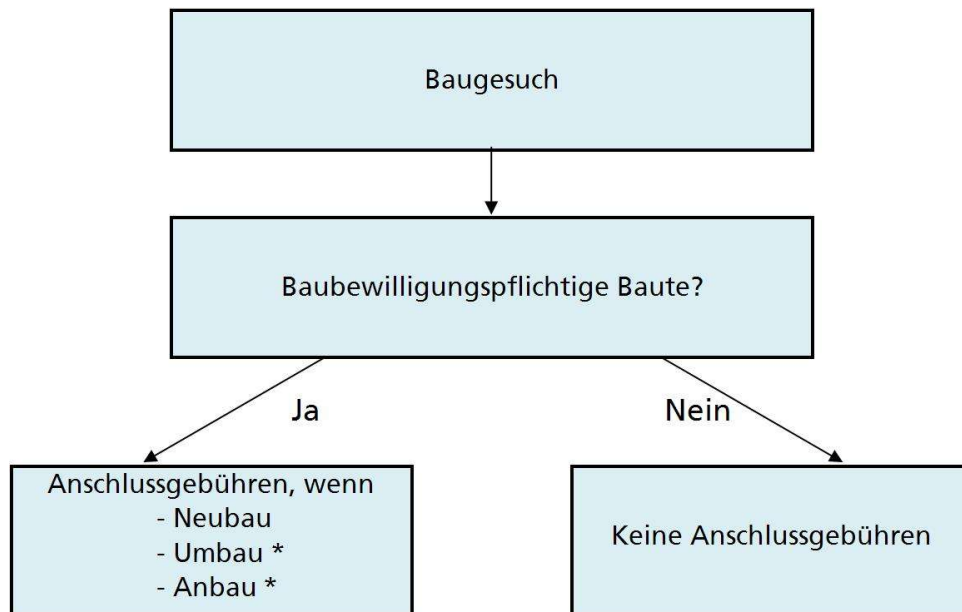 Baugesuch
Baubewilligungspflichtige Baute?
Ja
Nein
Anschlussgebühren, wenn
- Neubau
- Umbau *
- Anbau *
Keine Anschlussgebühren